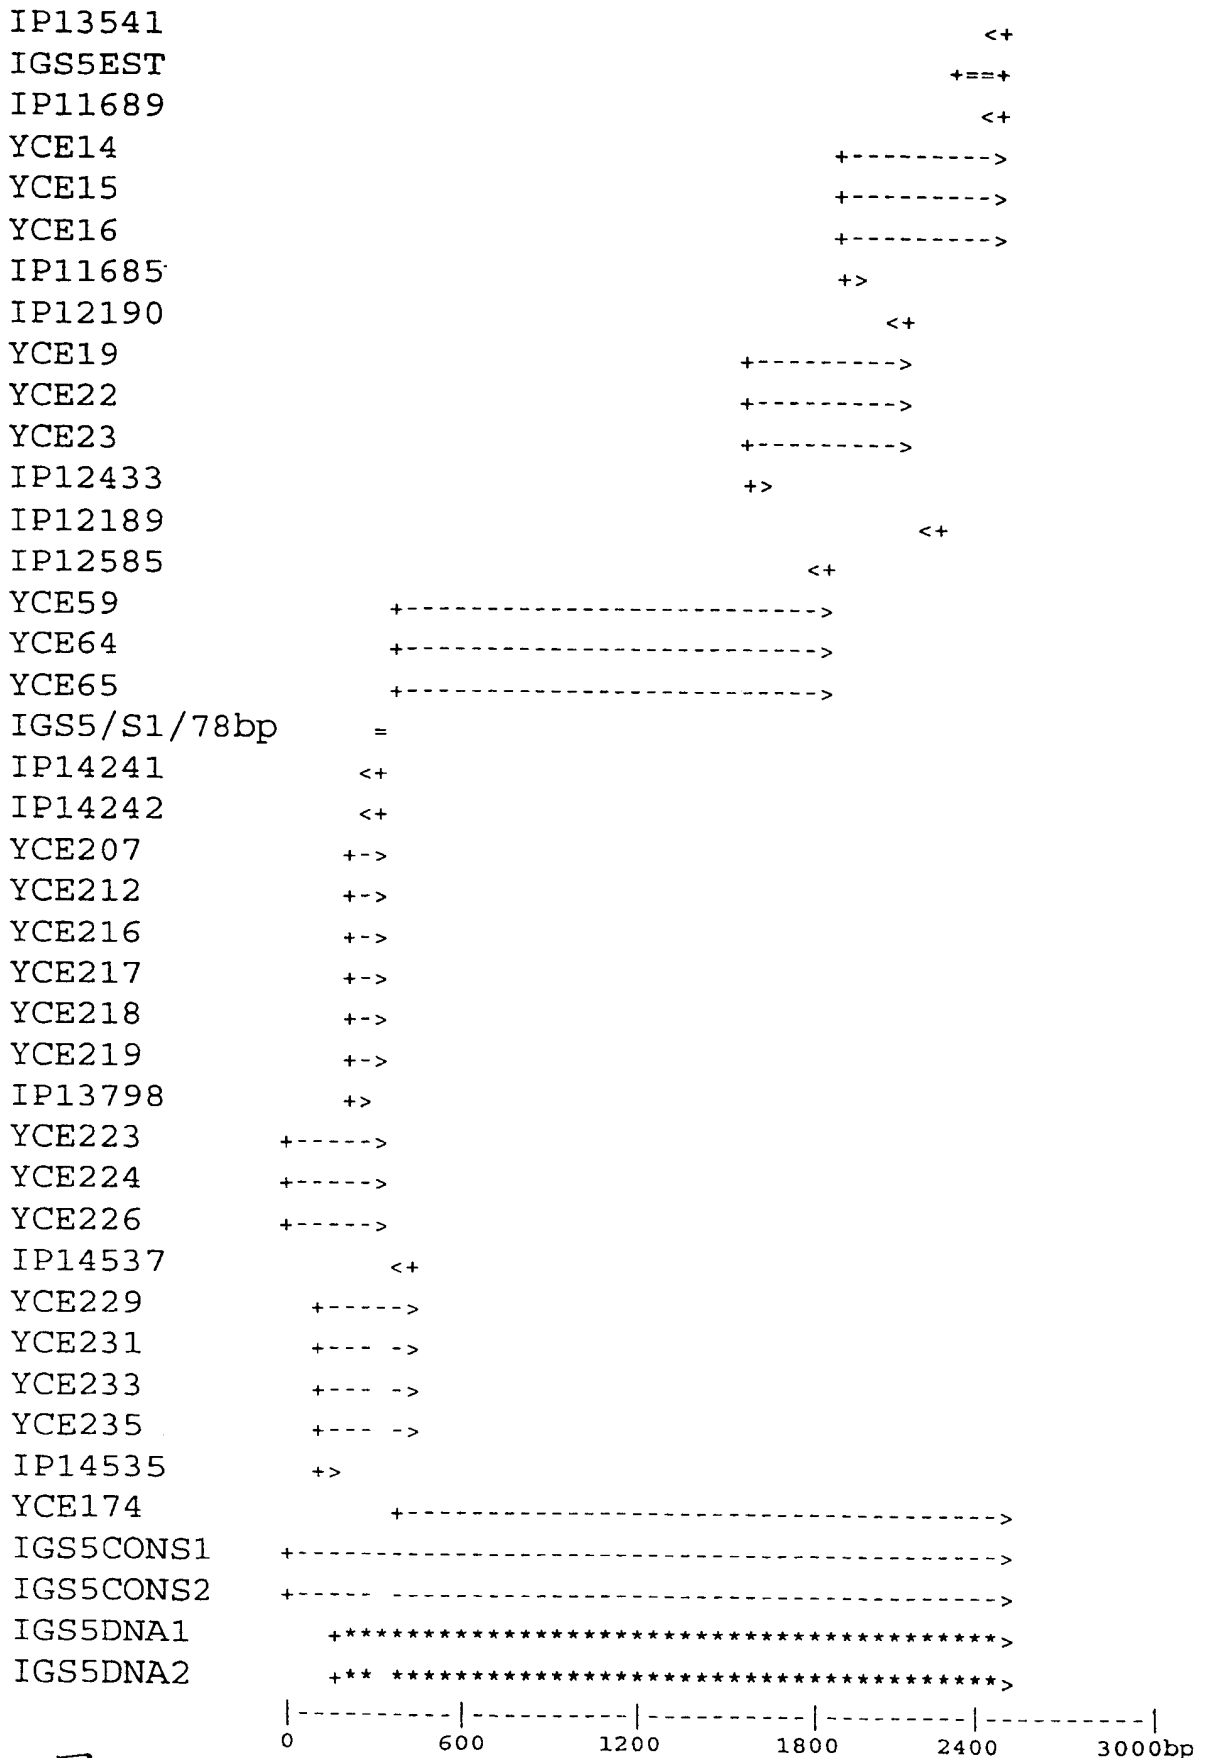 IP13541 <+
IGS5EST +==+
IP11689 <+
YCE14 +--------->
YCE15 +--------->
YCE16 +--------->
IP11685 +>
IP12190 <+
YCE19 +--------->
YCE22 +--------->
YCE23 +--------->
IP12433 +>
IP12189 <+
IP12585 <+
YCE59 +------------------------->
YCE64 +------------------------->
YCE65 +------------------------->
IGS5/S1/78bp =
IP14241 <+
IP14242 <+
YCE207 +->
YCE212 +->
YCE216 +->
YCE217 +->
YCE218 +->
YCE219 +->
IP13798 +>
YCE223 +----->
YCE224 +----->
YCE226 +----->
IP14537 <+
YCE229 +----->
YCE231 +--- ->
YCE233 +--- ->
YCE235 +--- ->
IP14535 +>
YCE174 +------------------------------------>
IGS5CONS1 +------------------------------------------->
IGS5CONS2 +----- -------------------------------------->
IGS5DNA1 +****************************************>
IGS5DNA2 +** *************************************>
|----------|----------|----------|---------|----------|
0 600 1200 1800 2400 3000bp